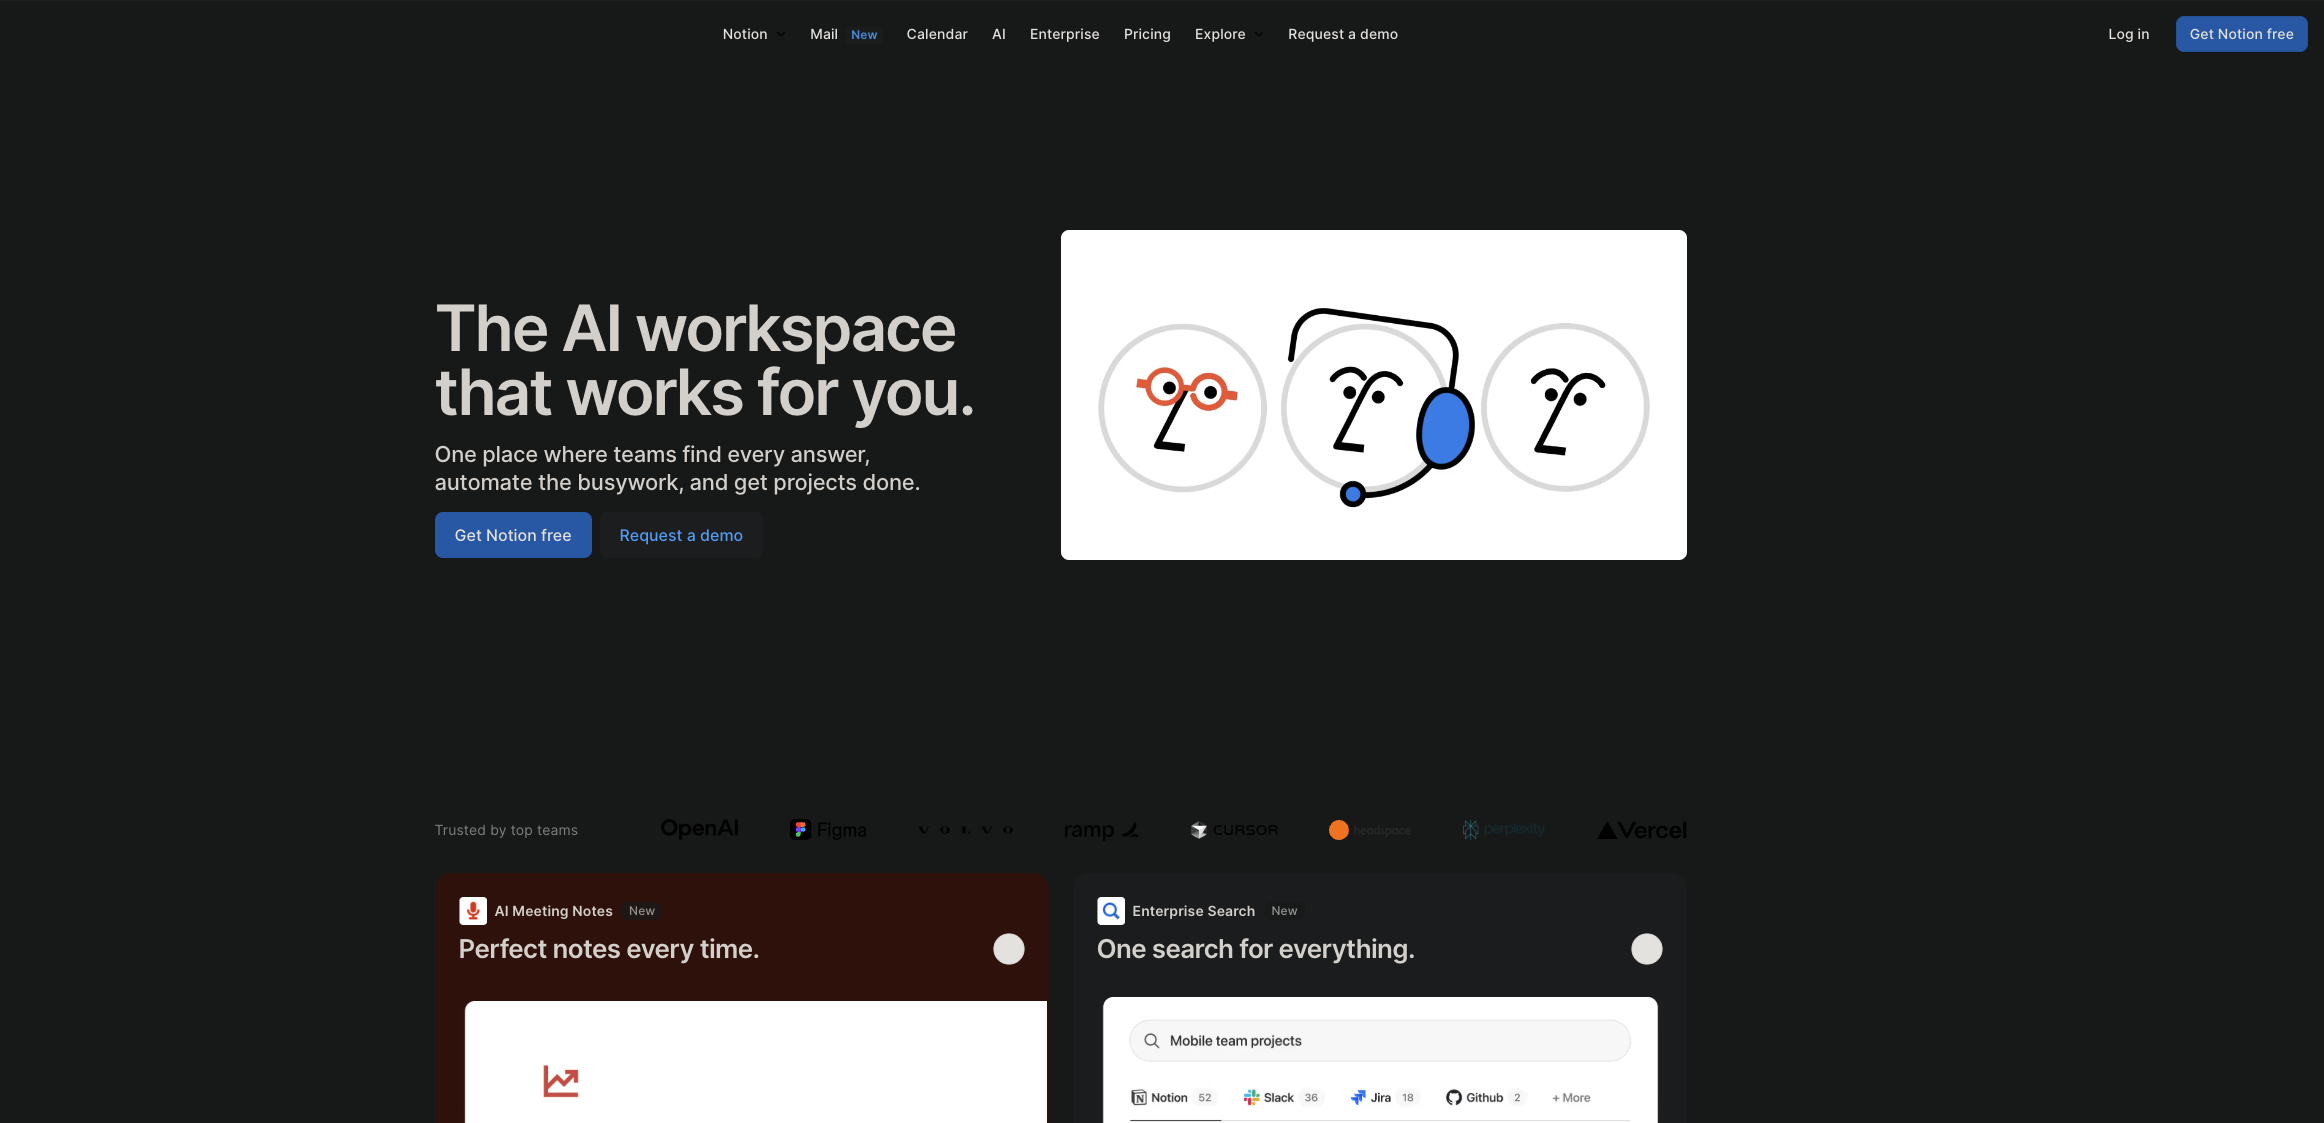 Notion Mail New Calendar AI Enterprise Pricing Explore Request a demo Log in Get Notion free
The AI workspace
that works for you.
One place where teams find every answer,
automate the busywork, and get projects done.
Get Notion free Request a demo
Trusted by top teams OpenAI Figma VOLVO ramp CURSOR headspace perplexity Vercel
AI Meeting Notes New
Perfect notes every time.
Enterprise Search New
One search for everything.
Mobile team projects
Notion 52 Slack 36 Jira 18 Github 2 + More